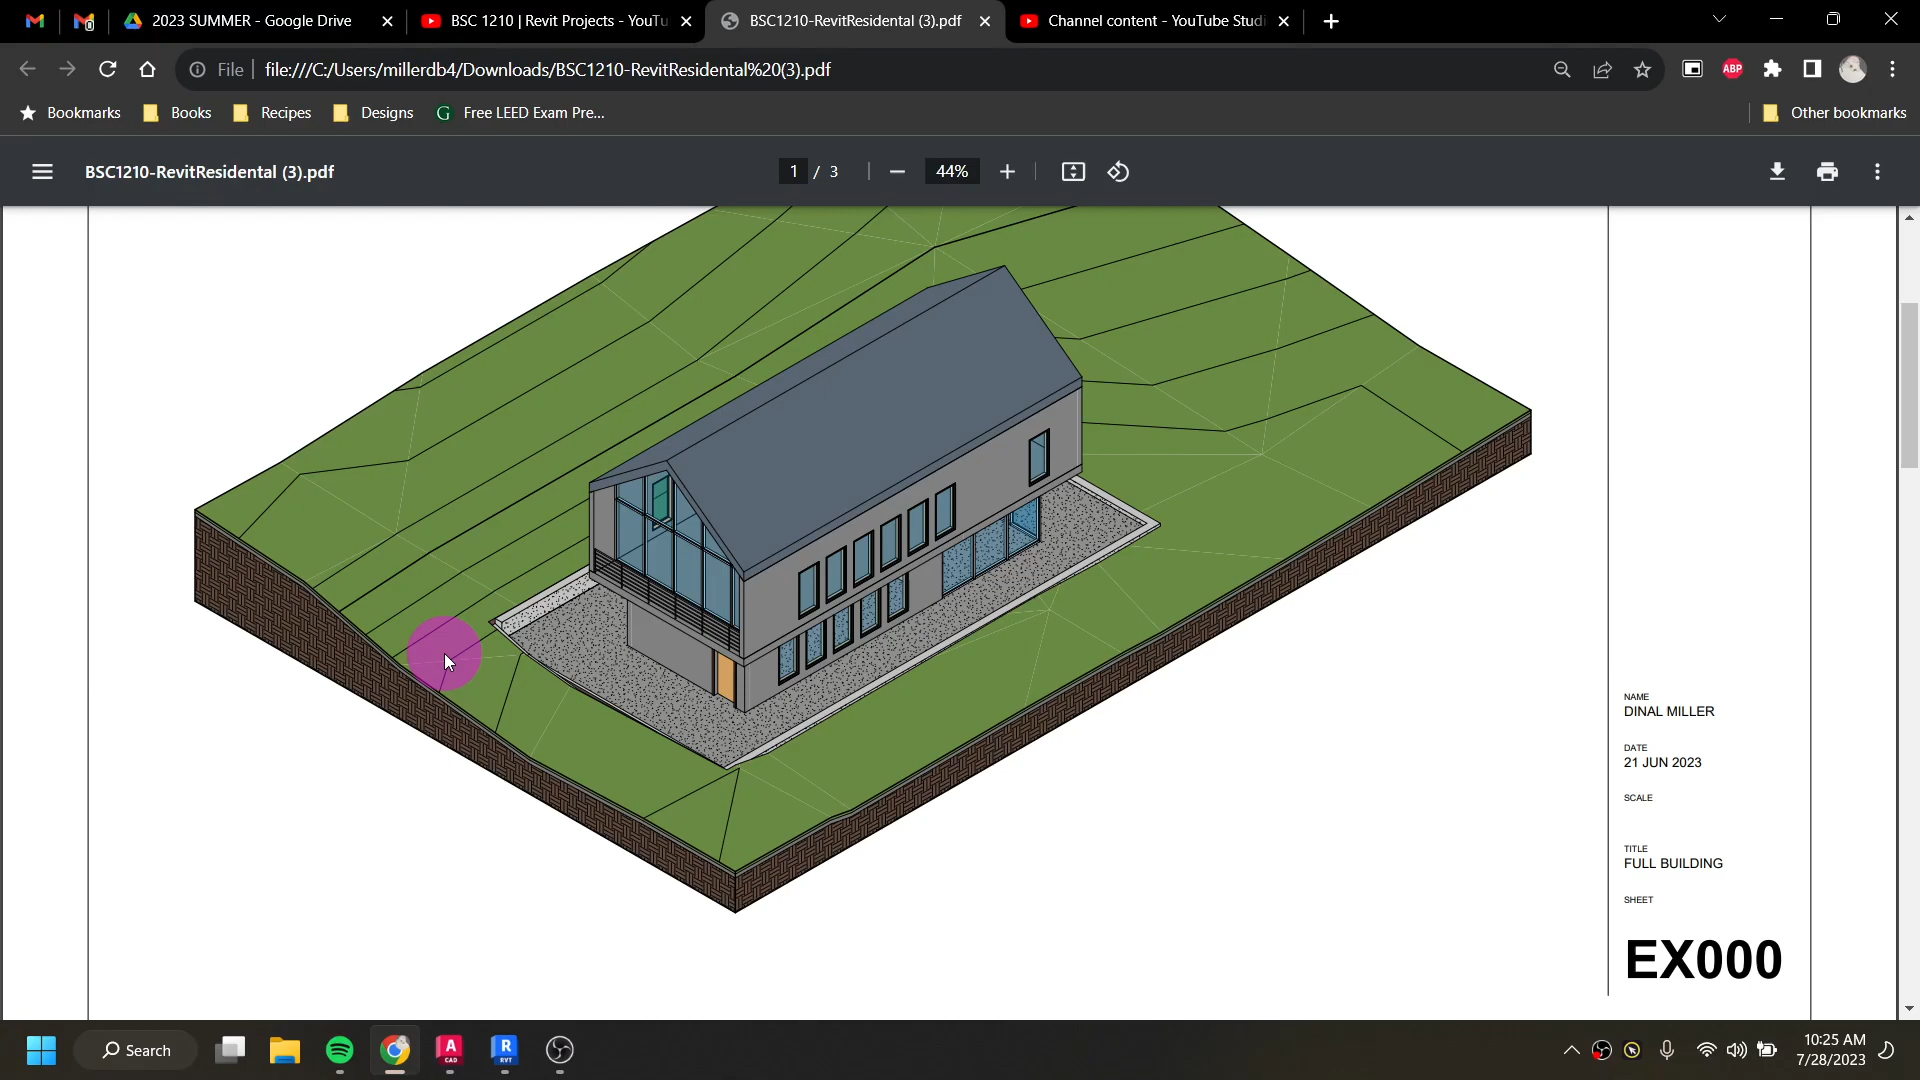 2023 SUMMER - Google Drive
BSC 1210 | Revit Projects - YouTu
BSC1210-RevitResidental (3).pdf
Channel content - YouTube Studi
File
file:///C:/Users/millerdb4/Downloads/BSC1210-RevitResidental%20(3).pdf
ABP
Bookmarks
Books
Recipes
Designs
G
Free LEED Exam Pre...
Other bookmarks
BSC1210-RevitResidental (3).pdf
1 / 3
44%
NAME
DINAL MILLER
DATE
21 JUN 2023
SCALE
TITLE
FULL BUILDING
SHEET
EX000
Search
A
CAD
R
RVT
10:25 AM
7/28/2023